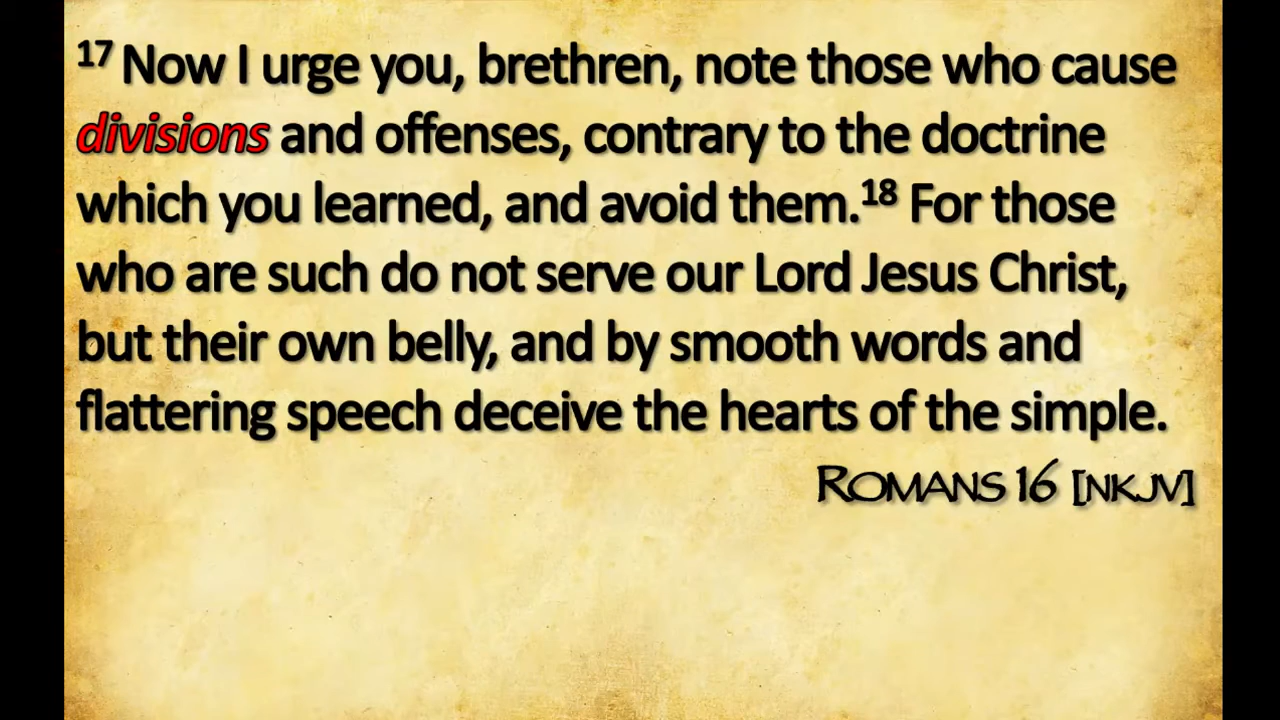 17 Now I urge you, brethren, note those who cause
divisions and offenses, contrary to the doctrine
which you learned, and avoid them.18 For those
who are such do not serve our Lord Jesus Christ,
but their own belly, and by smooth words and
flattering speech deceive the hearts of the simple.
ROMANS 16 [NKJV]